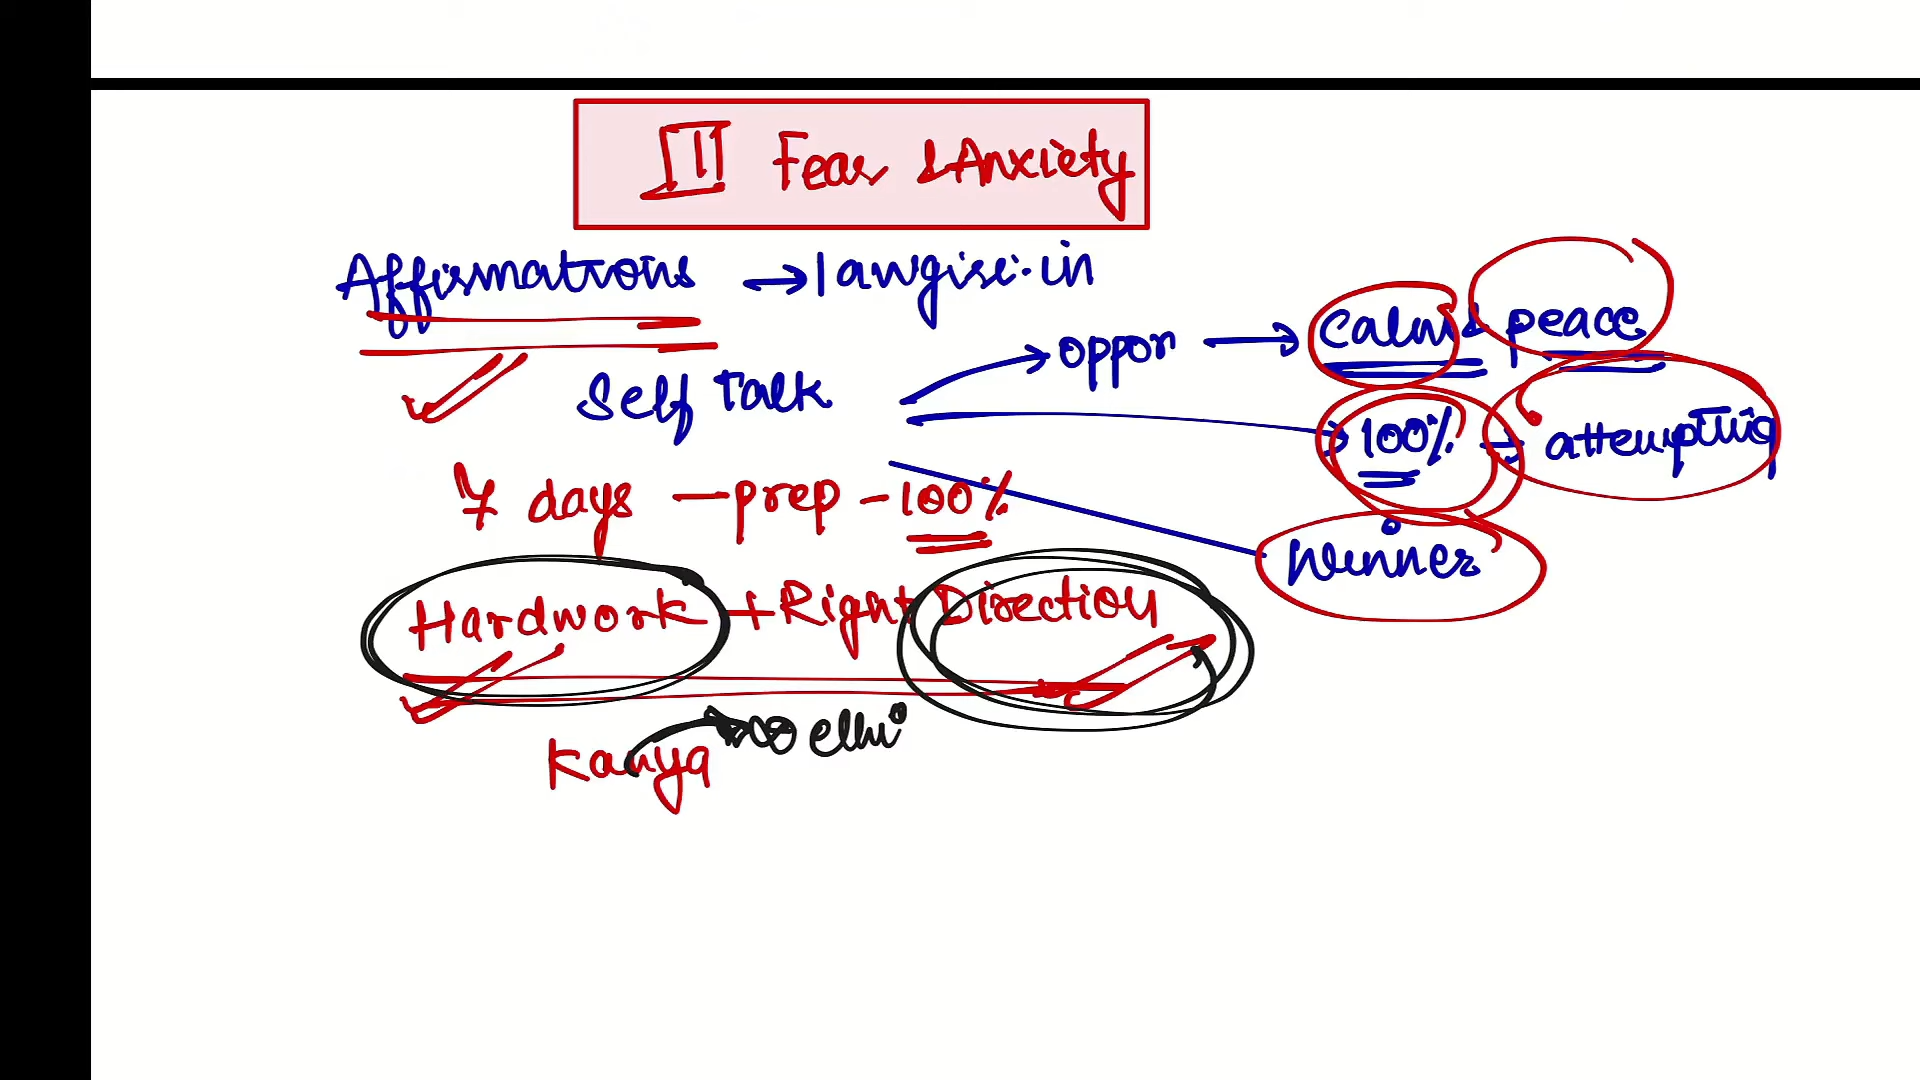 III Fear & Anxiety
Affirmations → lawgise.in
Self Talk → oppor → calm & peace
→ 100% → attempting
Winner
7 days — prep — 100%
Hardwork + Right Direction
Kanya → Delhi